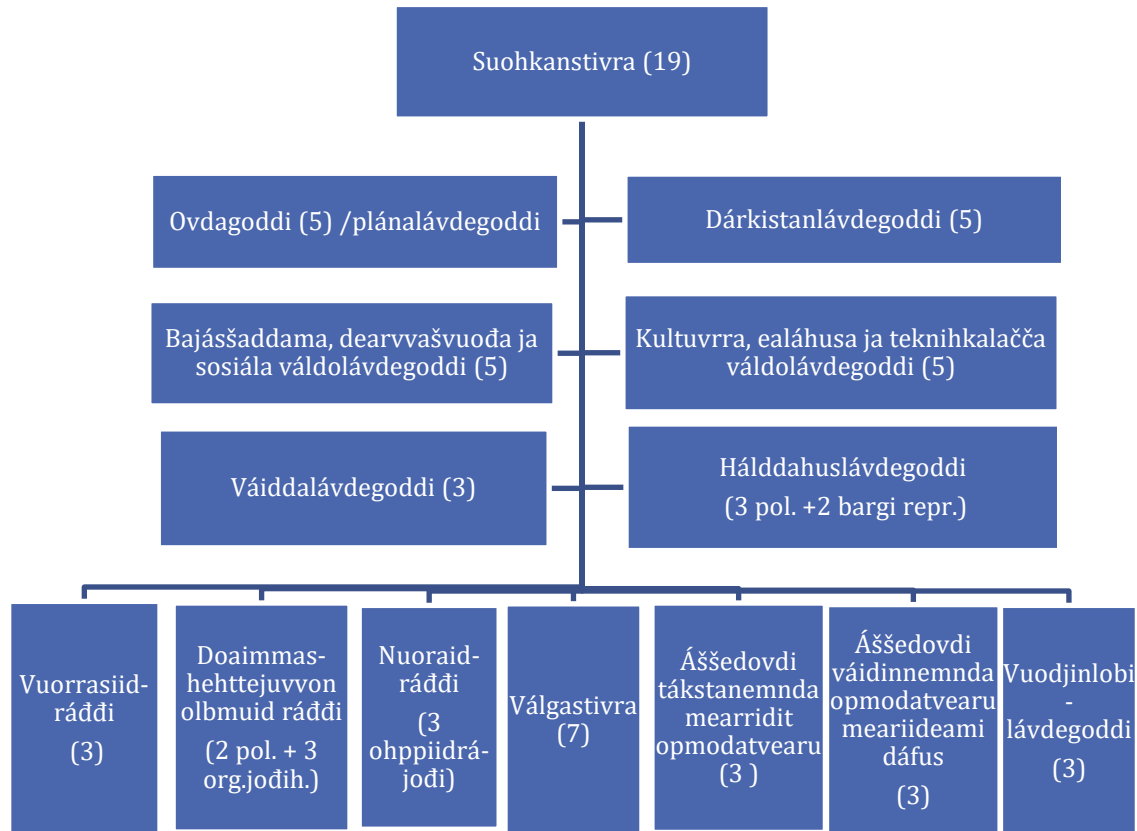 Suohkanstivra (19)
Ovdagoddi (5) /plánalávdegoddi
Dárkistanlávdegoddi (5)
Bajásšaddama, dearvvašvuođa ja
sosiála váldolávdegoddi (5)
Kultuvrra, ealáhusa ja teknihkalačča
váldolávdegoddi (5)
Váiddalávdegoddi (3)
Hálddahuslávdegoddi
(3 pol. +2 bargi repr.)
Vuorrasiid-
ráđđi
(3)
Doaimmas-
hehttejuvvon
olbmuid ráđđi
(2 pol. + 3
org.jođih.)
Nuoraid-
ráđđi
(3
ohppiidrá-
jođi)
Válgastivra
(7)
Áššedovdi
tákstanemnda
mearridit
opmodatvearu
(3 )
Áššedovdi
váidinnemnda
opmodatvearu
meariideami
dáfus
(3)
Vuodjinlobi
-
lávdegoddi
(3)